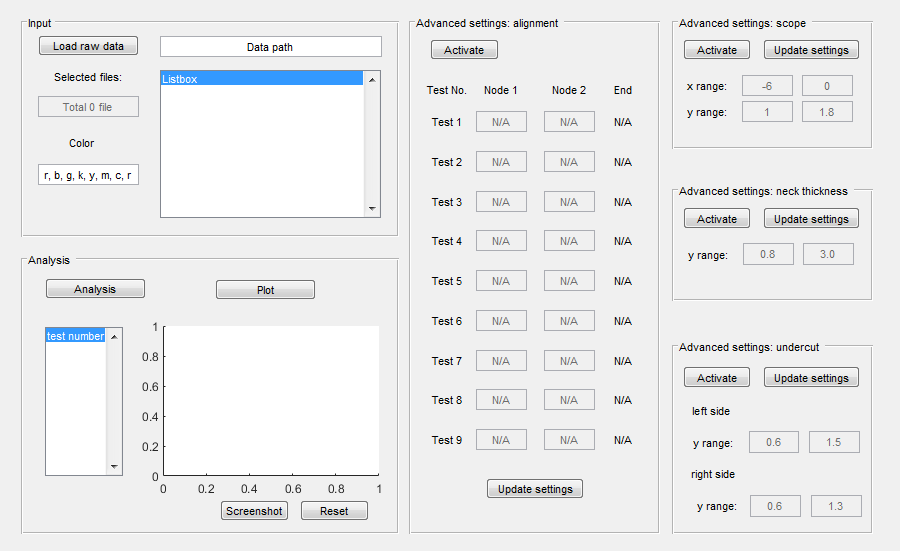 Input
Load raw data
Data path
Selected files:
Listbox
Total 0 file
Color
r, b, g, k, y, m, c, r
Analysis
Analysis
Plot
test number
1
0.8
0.6
0.4
0.2
0
0 0.2 0.4 0.6 0.8 1
Screenshot
Reset
Advanced settings: alignment
Activate
Test No. Node 1 Node 2 End
Test 1 N/A N/A N/A
Test 2 N/A N/A N/A
Test 3 N/A N/A N/A
Test 4 N/A N/A N/A
Test 5 N/A N/A N/A
Test 6 N/A N/A N/A
Test 7 N/A N/A N/A
Test 8 N/A N/A N/A
Test 9 N/A N/A N/A
Update settings
Advanced settings: scope
Activate
Update settings
x range: -6 0
y range: 1 1.8
Advanced settings: neck thickness
Activate
Update settings
y range: 0.8 3.0
Advanced settings: undercut
Activate
Update settings
left side
y range: 0.6 1.5
right side
y range: 0.6 1.3